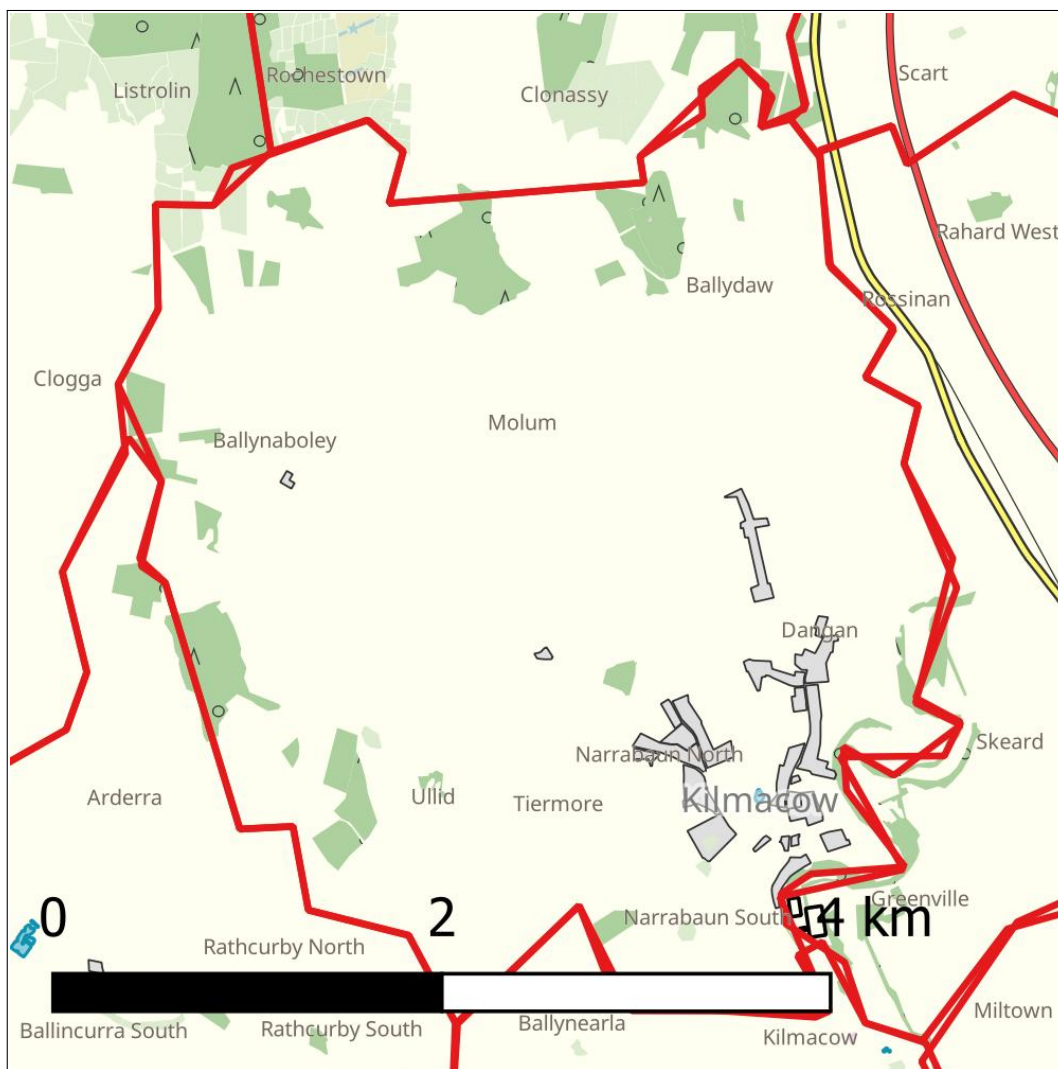 Rochestown
Scart
Listrolin
Clonassy
Rahard West
Ballydaw
Rossinan
Clogga
Molum
Ballynaboley
Dangan
Skeard
Narrabaun North
Arderra
Ullid
Tiermore
Kilmacow
Greenville
0 2 4 km
Narrabaun South
Rathcurby North
Miltown
Ballincurra South
Rathcurby South
Ballynearla
Kilmacow